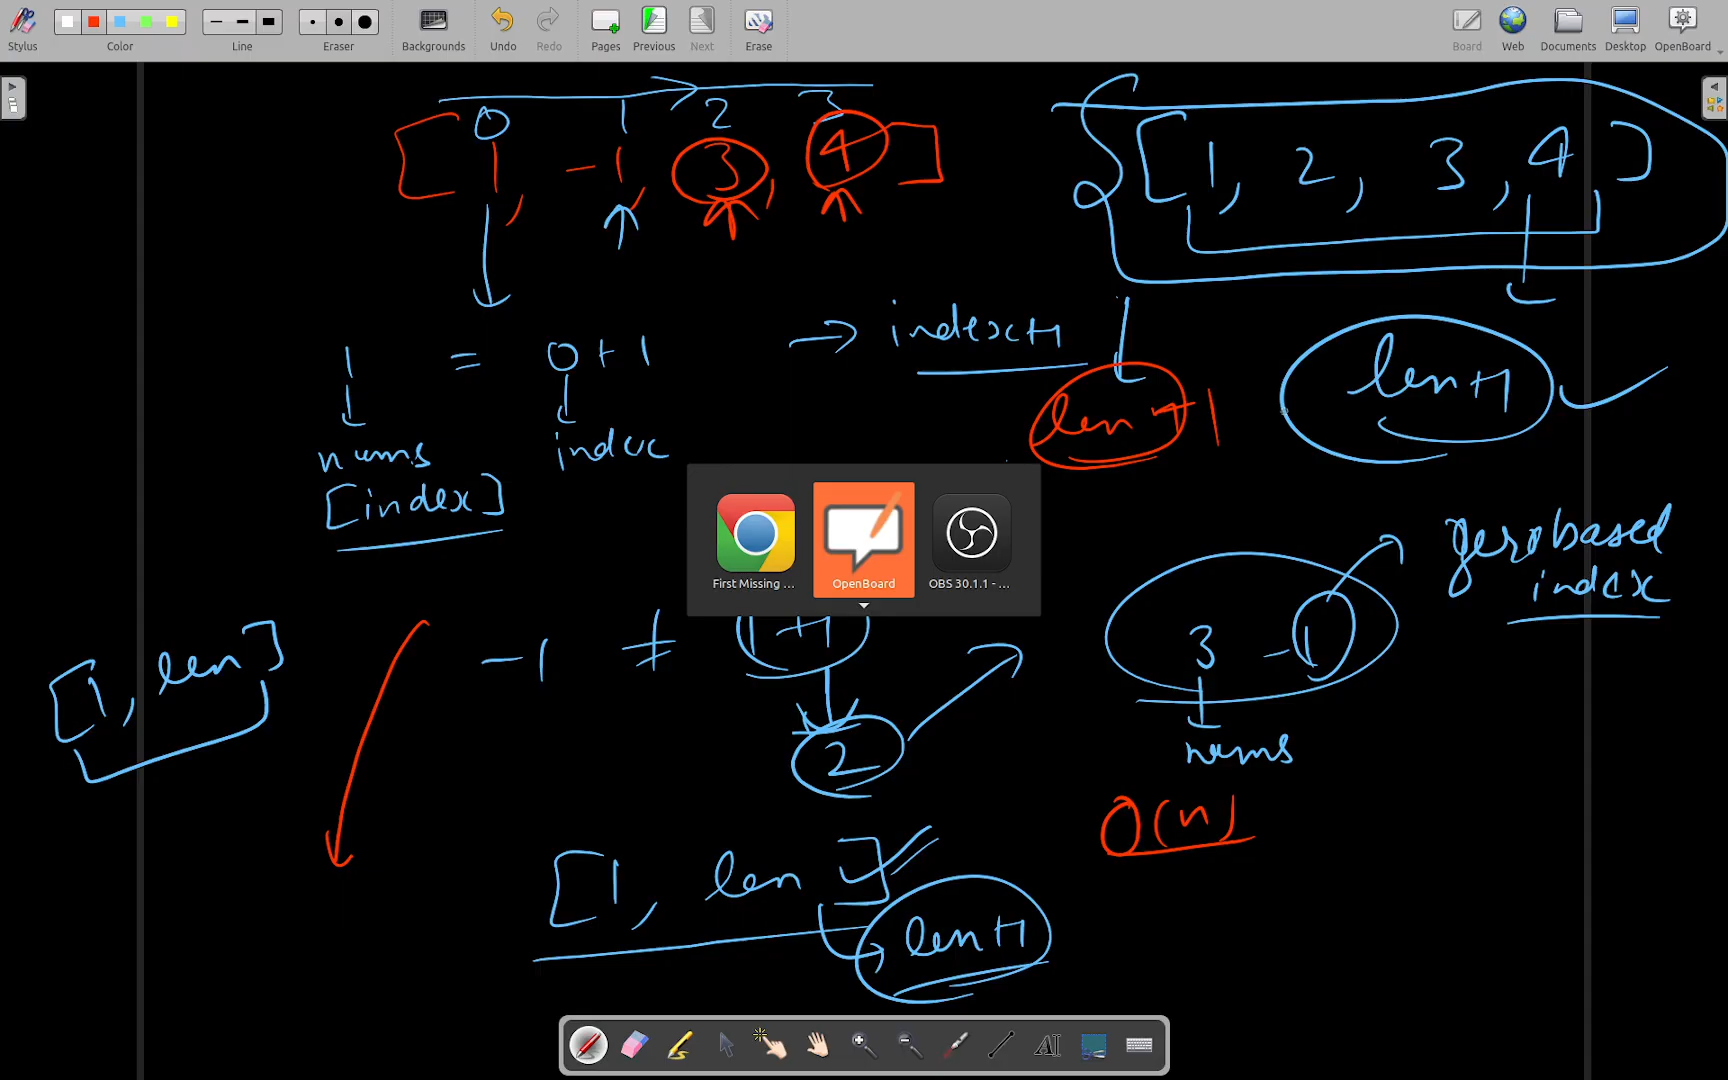 Stylus Color Line Eraser Backgrounds Undo Redo Pages Previous Next Erase Board Web Documents Desktop OpenBoard
0 1 2 3
[1, -1, 3, 4]
[1, 2, 3, 4]
1 = 0 + 1 → index+1
len+1
len+1
nums
[index]
index
First Missing ... OpenBoard OBS 30.1.1 - ...
zero based
index
[1, len]
-1 ≠ 1+1
3 - 1
2
nums
O(n)
[1, len]
len+1
AI